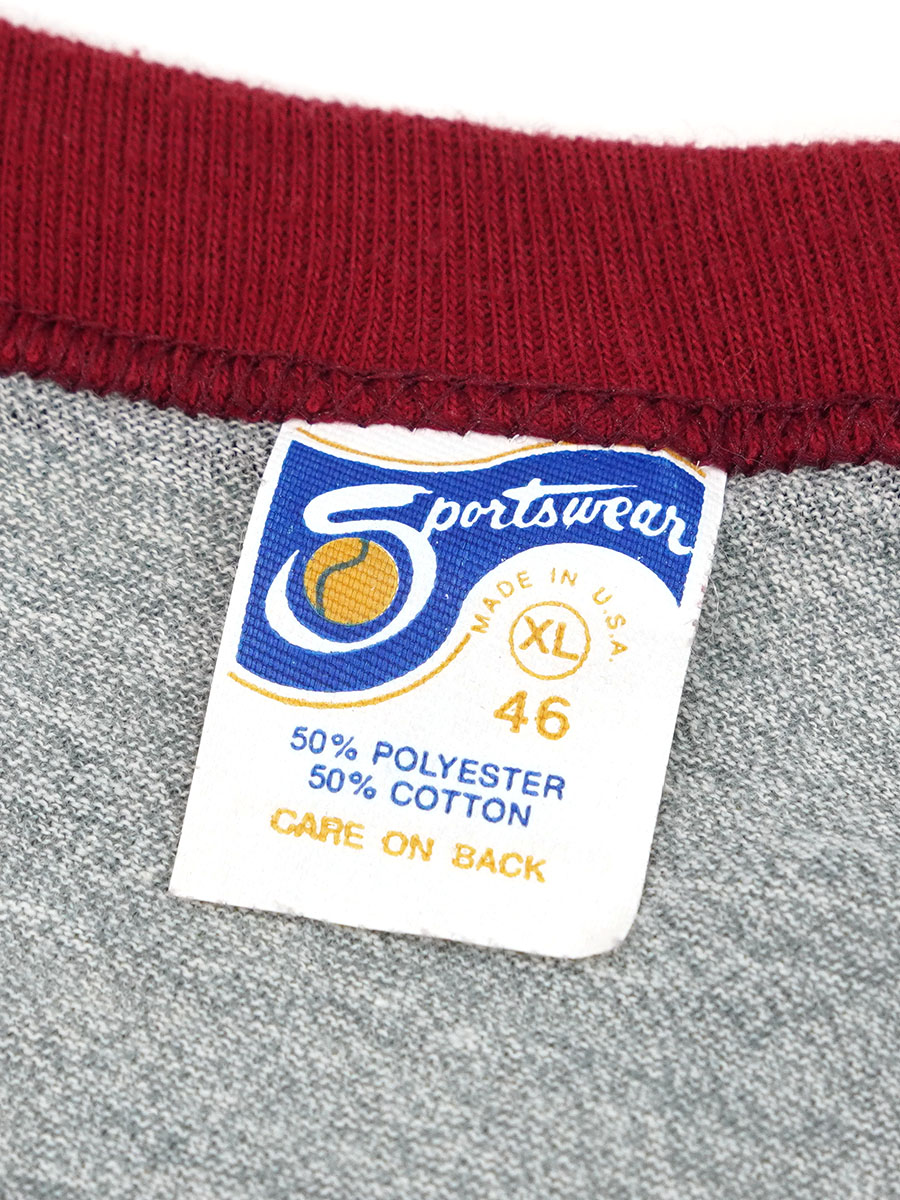 Sportswear
MADE IN U.S.A.
XL
46
50% POLYESTER
50% COTTON
CARE ON BACK